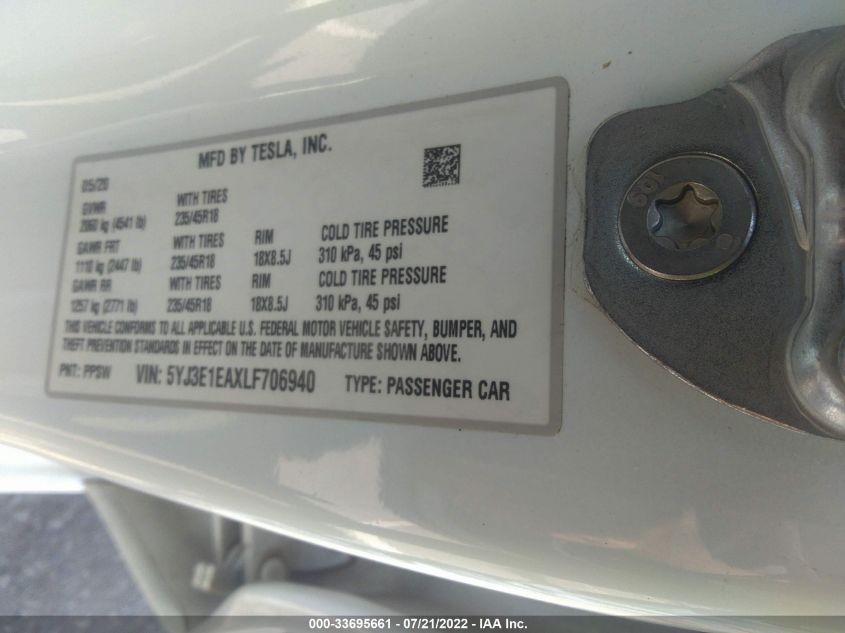 MFD BY TESLA, INC.
05/20
GVWR WITH TIRES
2060 kg (4541 lb) 235/45R18
GAWR FRT WITH TIRES RIM COLD TIRE PRESSURE
1110 kg (2447 lb) 235/45R18 18X8.5J 310 kPa, 45 psi
GAWR RR WITH TIRES RIM COLD TIRE PRESSURE
1257 kg (2771 lb) 235/45R18 18X8.5J 310 kPa, 45 psi
THIS VEHICLE CONFORMS TO ALL APPLICABLE U.S. FEDERAL MOTOR VEHICLE SAFETY, BUMPER, AND
THEFT PREVENTION STANDARDS IN EFFECT ON THE DATE OF MANUFACTURE SHOWN ABOVE.
PNT: PPSW VIN: 5YJ3E1EAXLF706940 TYPE: PASSENGER CAR
000-33695661 - 07/21/2022 - IAA Inc.